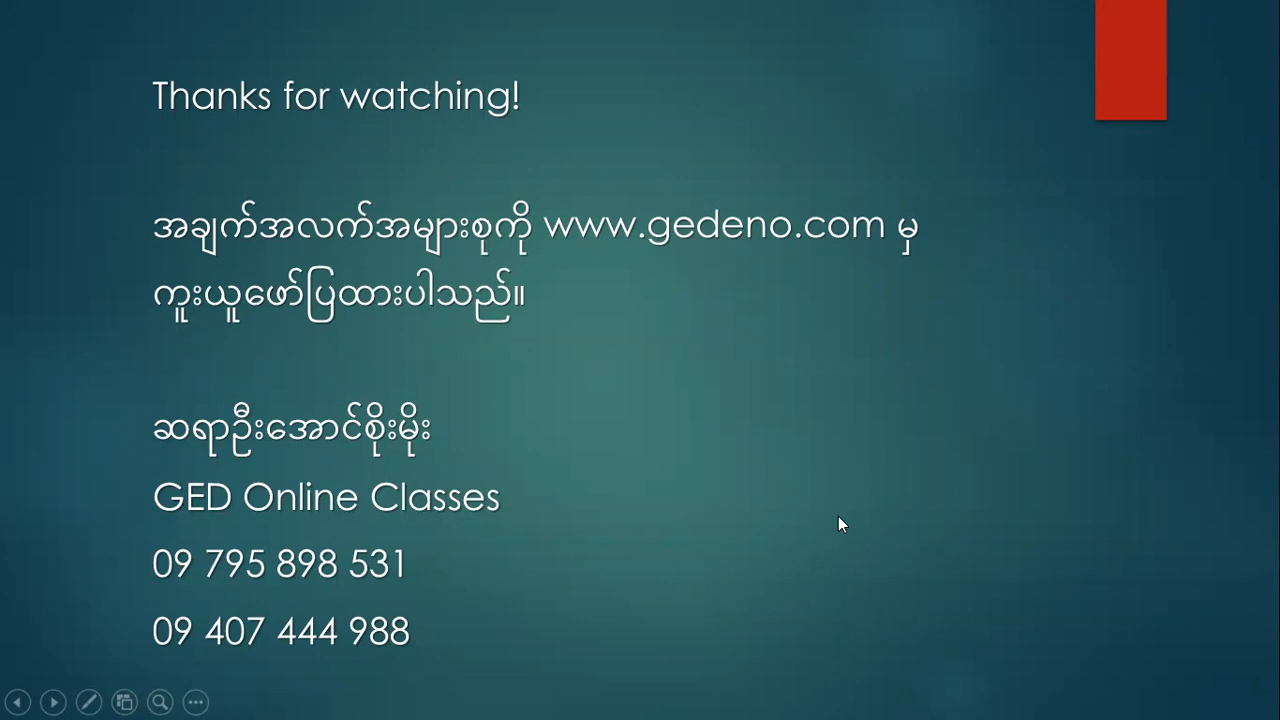 Thanks for watching!
အချက်အလက်အများစုကို www.gedeno.com မှ
ကူးယူဖော်ပြထားပါသည်။
ဆရာဦးအောင်စိုးမိုး
GED Online Classes
09 795 898 531
09 407 444 988